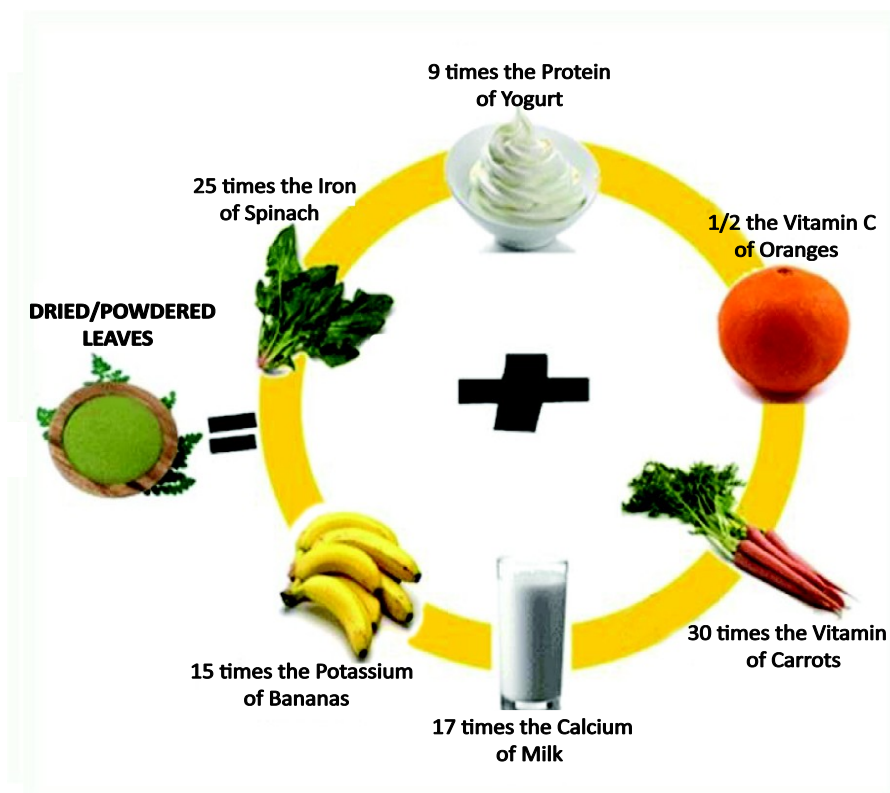 9 times the Protein
of Yogurt
25 times the Iron
of Spinach
1/2 the Vitamin C
of Oranges
DRIED/POWDERED
LEAVES
30 times the Vitamin
of Carrots
15 times the Potassium
of Bananas
17 times the Calcium
of Milk